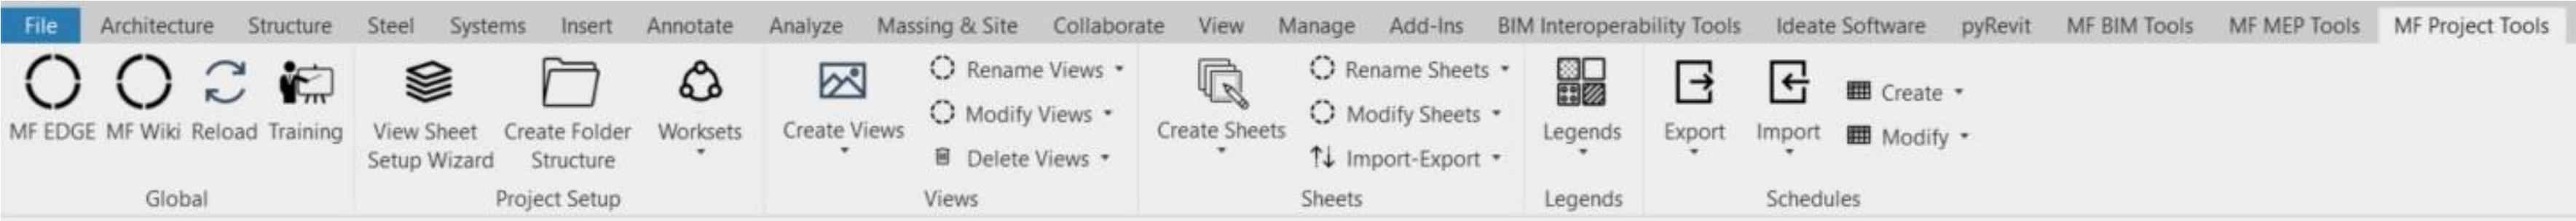 File Architecture Structure Steel Systems Insert Annotate Analyze Massing & Site Collaborate View Manage Add-Ins BIM Interoperability Tools Ideate Software pyRevit MF BIM Tools MF MEP Tools MF Project Tools
MF EDGE MF Wiki Reload Training
Global
View Sheet
Setup Wizard
Create Folder
Structure
Worksets
Project Setup
Create Views
Rename Views
Modify Views
Delete Views
Views
Create Sheets
Rename Sheets
Modify Sheets
Import-Export
Sheets
Legends
Legends
Export
Import
Create
Modify
Schedules